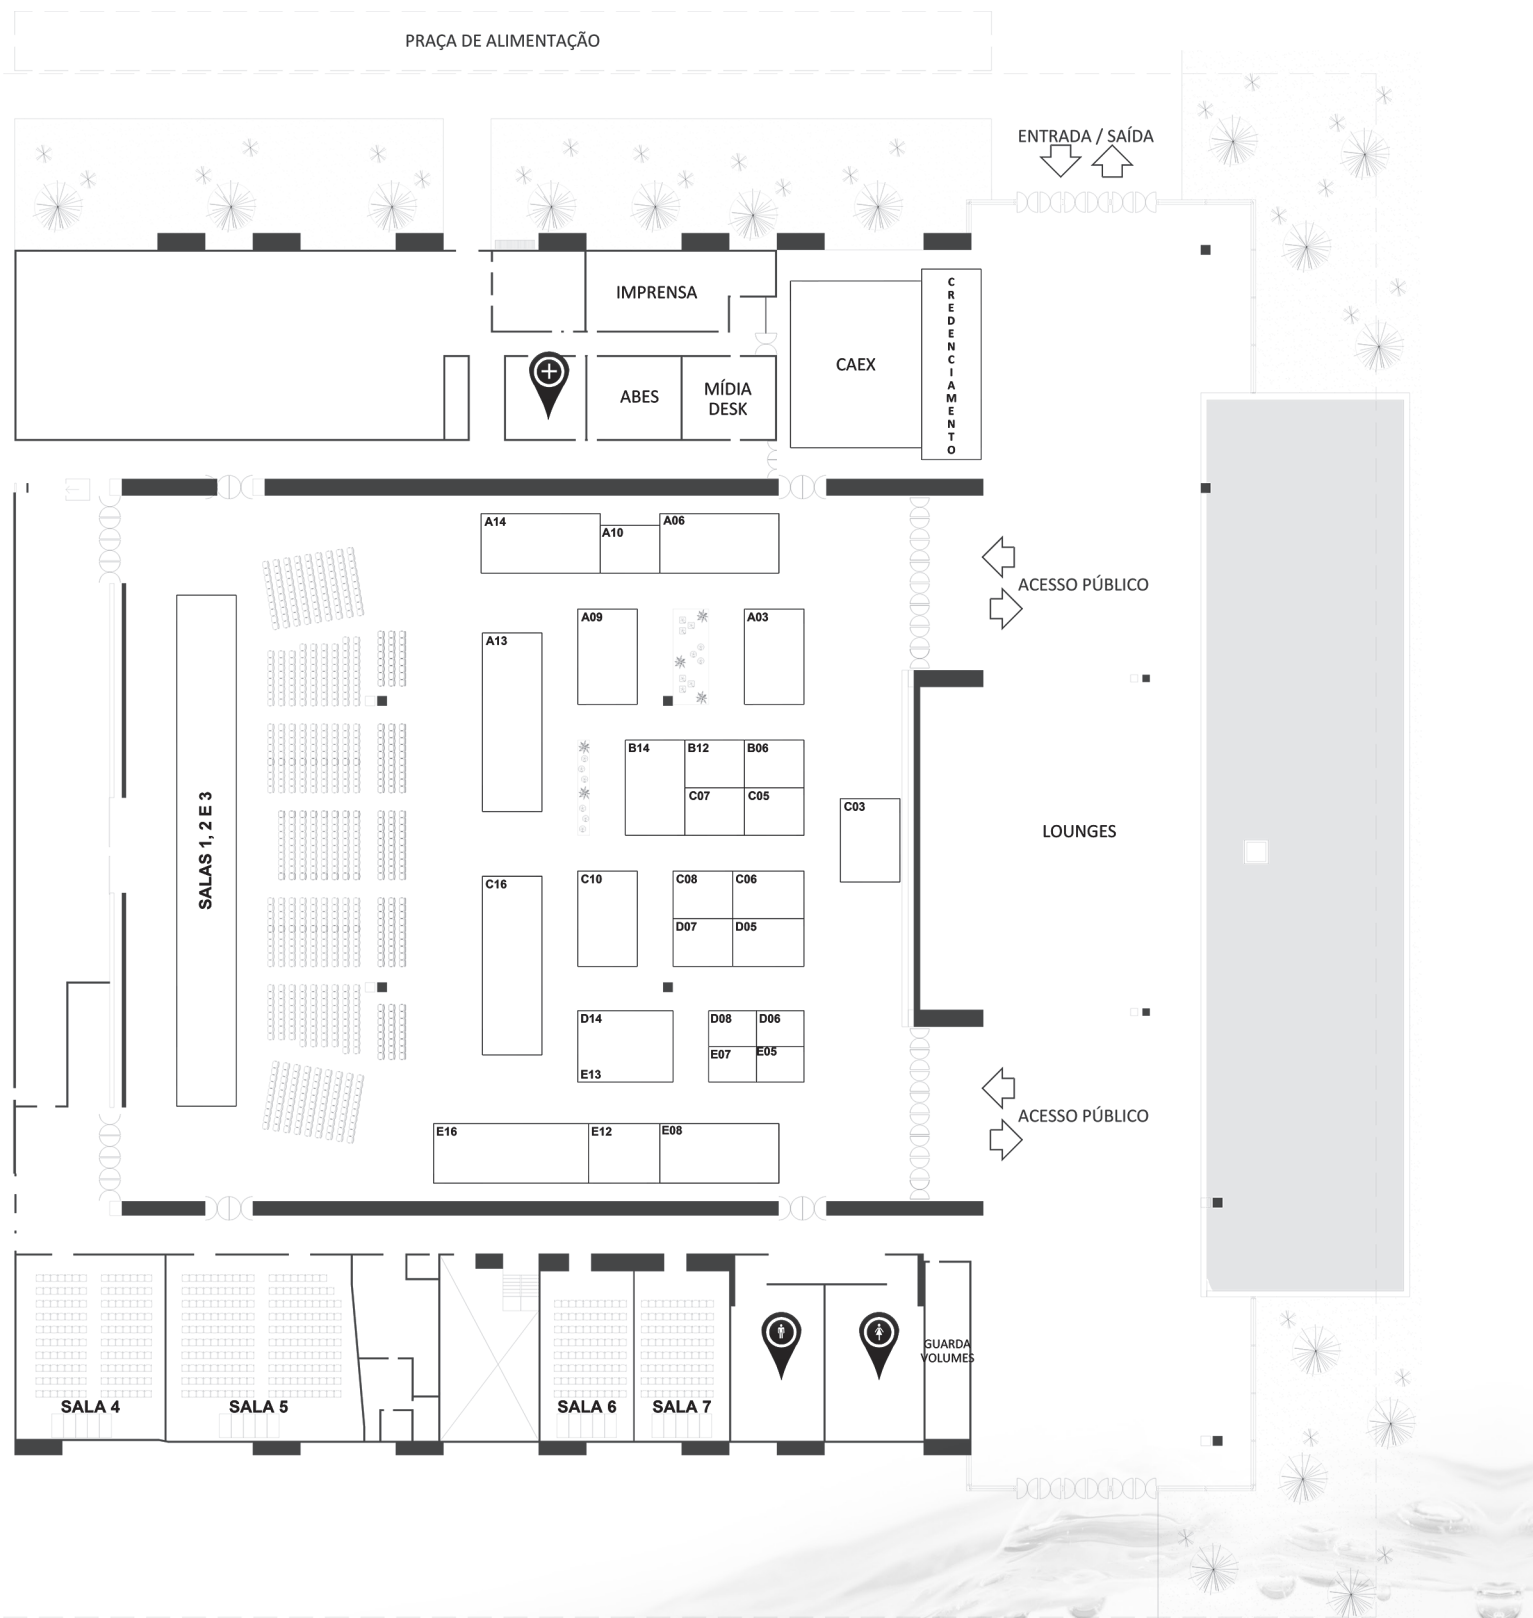 PRAÇA DE ALIMENTAÇÃO
ENTRADA / SAÍDA
IMPRENSA
CAEX
CREDENCIAMENTO
ABES
MÍDIA
DESK
A14
A10
A06
ACESSO PÚBLICO
A13
A09
A03
B14
B12
B06
C07
C05
C03
LOUNGES
SALAS 1, 2 E 3
C16
C10
C08
C06
D07
D05
D14
E13
D08
D06
E07
E05
ACESSO PÚBLICO
E16
E12
E08
GUARDA
VOLUMES
SALA 4
SALA 5
SALA 6
SALA 7